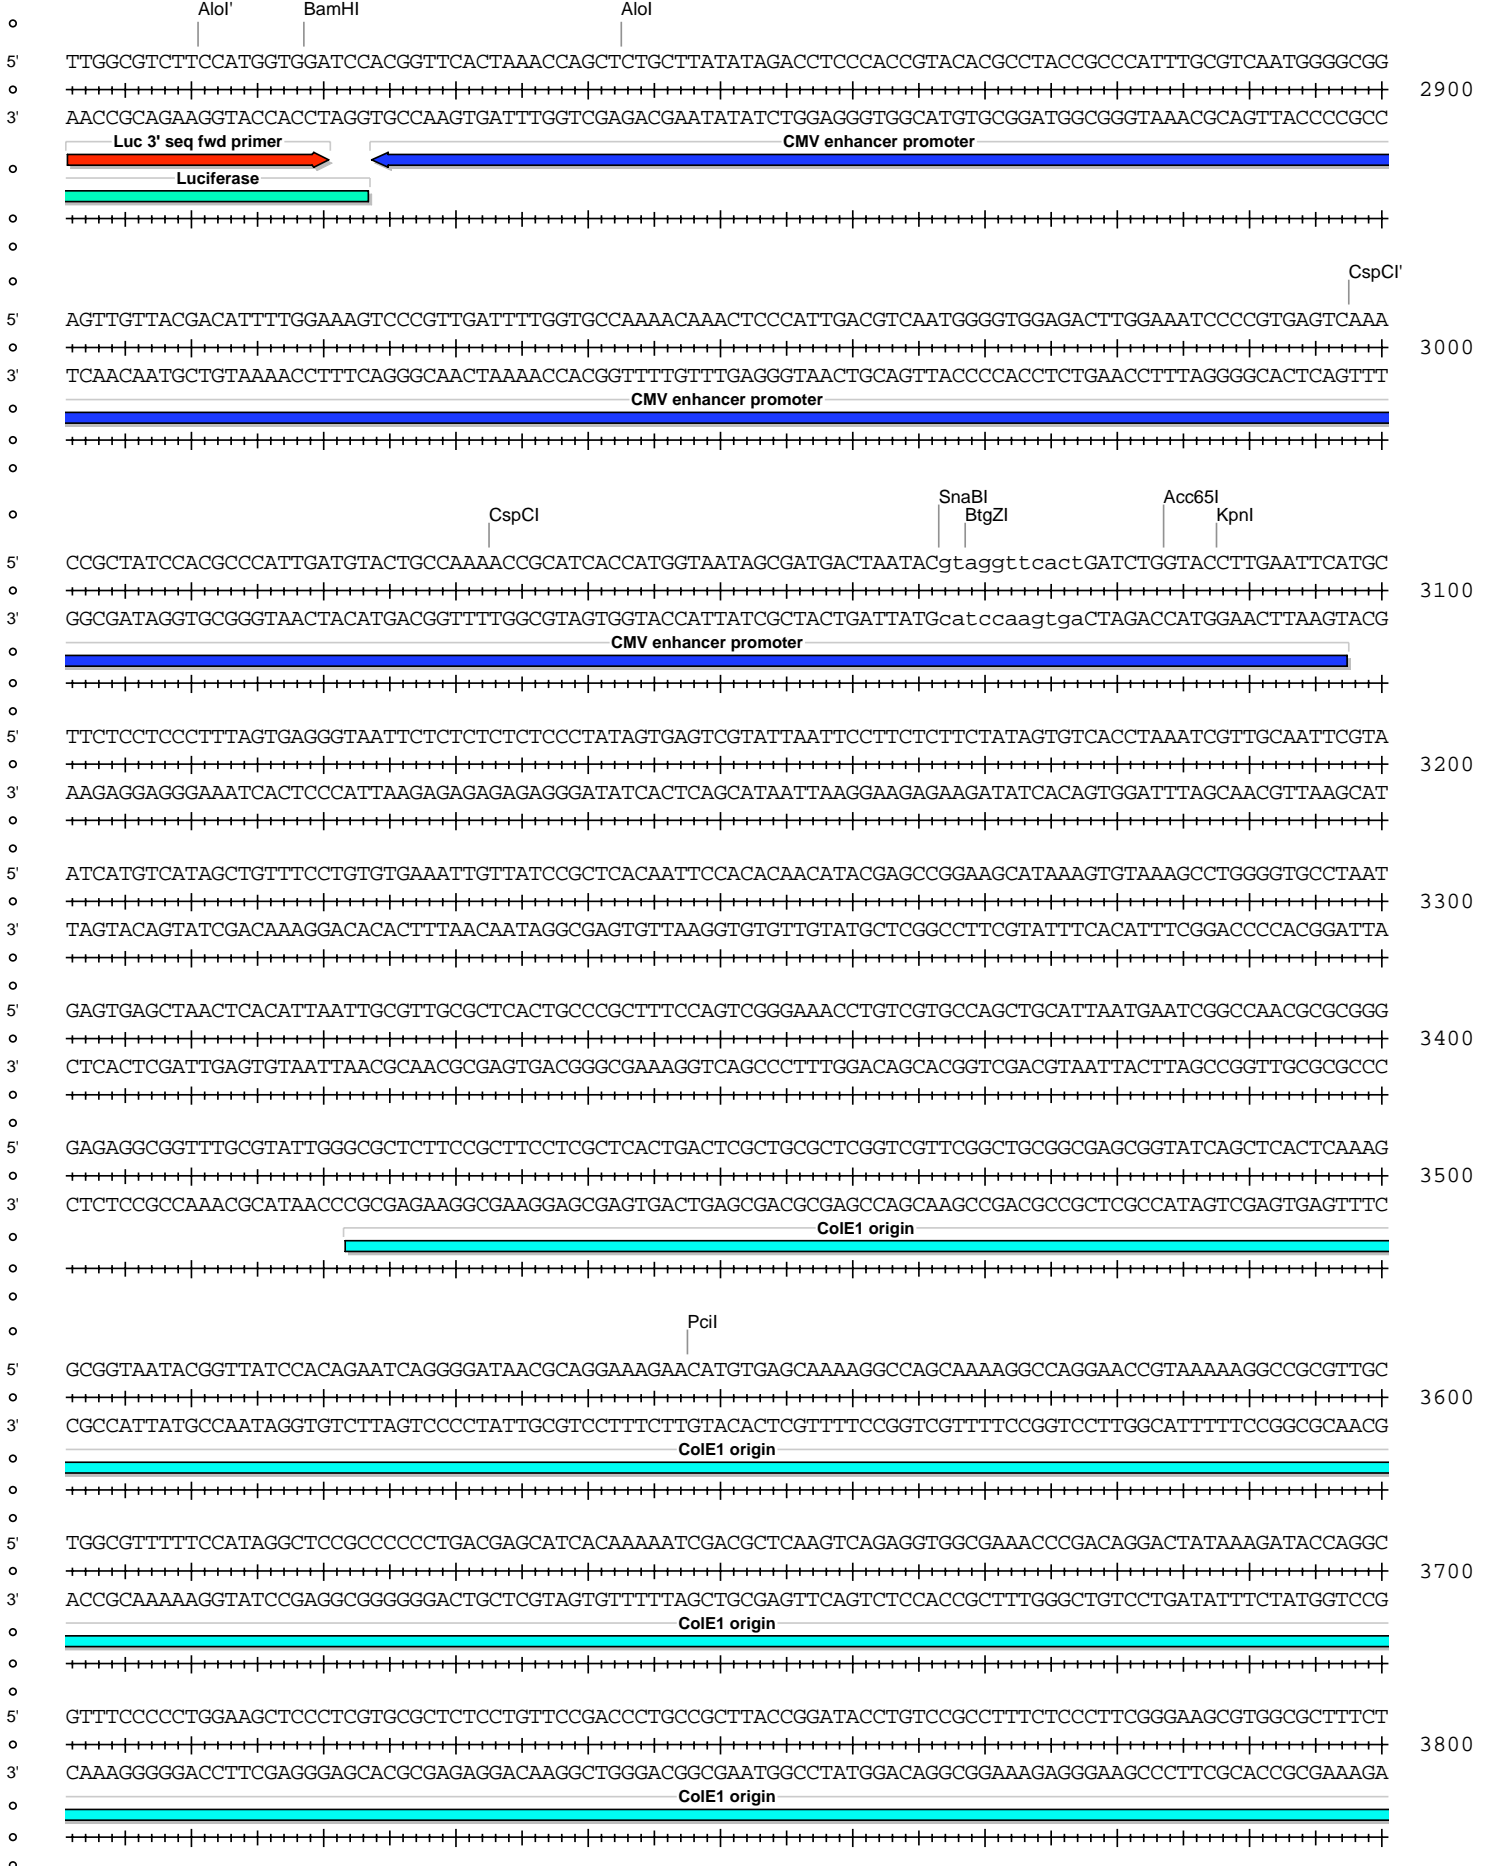 AloI' BamHI AloI
5' TTGGCGTCTTCCATGGTGGATCCACGGTTCACTAAACCAGCTCTGCTTATATAGACCTCCCACCGTACACGCCTACCGCCCATTTGCGTCAATGGGGCGG
2900
3' AACCGCAGAAGGTACCACCTAGGTGCCAAGTGATTTGGTCGAGACGAATATATCTGGAGGGTGGCATGTGCGGATGGCGGGTAAACGCAGTTACCCCGCC
Luc 3' seq fwd primer CMV enhancer promoter
Luciferase
CspCI'
5' AGTTGTTACGACATTTTGGAAAGTCCCGTTGATTTTGGTGCCAAAACAAACTCCCATTGACGTCAATGGGGTGGAGACTTGGAAATCCCCGTGAGTCAAA
3000
3' TCAACAATGCTGTAAAACCTTTCAGGGCAACTAAAACCACGGTTTTGTTTGAGGGTAACTGCAGTTACCCCACCTCTGAACCTTTAGGGGCACTCAGTTT
CMV enhancer promoter
SnaBI Acc65I
CspCI BtgZI KpnI
5' CCGCTATCCACGCCCATTGATGTACTGCCAAAACCGCATCACCATGGTAATAGCGATGACTAATACgtaggttcactGATCTGGTACCTTGAATTCATGC
3100
3' GGCGATAGGTGCGGGTAACTACATGACGGTTTTGGCGTAGTGGTACCATTATCGCTACTGATTATGcatccaagtgaCTAGACCATGGAACTTAAGTACG
CMV enhancer promoter
5' TTCTCCTCCCTTTAGTGAGGGTAATTCTCTCTCTCTCCCTATAGTGAGTCGTATTAATTCCTTCTCTTCTATAGTGTCACCTAAATCGTTGCAATTCGTA
3200
3' AAGAGGAGGGAAATCACTCCCATTAAGAGAGAGAGAGGGATATCACTCAGCATAATTAAGGAAGAGAAGATATCACAGTGGATTTAGCAACGTTAAGCAT
5' ATCATGTCATAGCTGTTTCCTGTGTGAAATTGTTATCCGCTCACAATTCCACACAACATACGAGCCGGAAGCATAAAGTGTAAAGCCTGGGGTGCCTAAT
3300
3' TAGTACAGTATCGACAAAGGACACACTTTAACAATAGGCGAGTGTTAAGGTGTGTTGTATGCTCGGCCTTCGTATTTCACATTTCGGACCCCACGGATTA
5' GAGTGAGCTAACTCACATTAATTGCGTTGCGCTCACTGCCCGCTTTCCAGTCGGGAAACCTGTCGTGCCAGCTGCATTAATGAATCGGCCAACGCGCGGG
3400
3' CTCACTCGATTGAGTGTAATTAACGCAACGCGAGTGACGGGCGAAAGGTCAGCCCTTTGGACAGCACGGTCGACGTAATTACTTAGCCGGTTGCGCGCCC
5' GAGAGGCGGTTTGCGTATTGGGCGCTCTTCCGCTTCCTCGCTCACTGACTCGCTGCGCTCGGTCGTTCGGCTGCGGCGAGCGGTATCAGCTCACTCAAAG
3500
3' CTCTCCGCCAAACGCATAACCCGCGAGAAGGCGAAGGAGCGAGTGACTGAGCGACGCGAGCCAGCAAGCCGACGCCGCTCGCCATAGTCGAGTGAGTTTC
ColE1 origin
PciI
5' GCGGTAATACGGTTATCCACAGAATCAGGGGATAACGCAGGAAAGAACATGTGAGCAAAAGGCCAGCAAAAGGCCAGGAACCGTAAAAAGGCCGCGTTGC
3600
3' CGCCATTATGCCAATAGGTGTCTTAGTCCCCTATTGCGTCCTTTCTTGTACACTCGTTTTCCGGTCGTTTTCCGGTCCTTGGCATTTTTCCGGCGCAACG
ColE1 origin
5' TGGCGTTTTTCCATAGGCTCCGCCCCCCTGACGAGCATCACAAAAATCGACGCTCAAGTCAGAGGTGGCGAAACCCGACAGGACTATAAAGATACCAGGC
3700
3' ACCGCAAAAAGGTATCCGAGGCGGGGGGACTGCTCGTAGTGTTTTTAGCTGCGAGTTCAGTCTCCACCGCTTTGGGCTGTCCTGATATTTCTATGGTCCG
ColE1 origin
5' GTTTCCCCCTGGAAGCTCCCTCGTGCGCTCTCCTGTTCCGACCCTGCCGCTTACCGGATACCTGTCCGCCTTTCTCCCTTCGGGAAGCGTGGCGCTTTCT
3800
3' CAAAGGGGGACCTTCGAGGGAGCACGCGAGAGGACAAGGCTGGGACGGCGAATGGCCTATGGACAGGCGGAAAGAGGGAAGCCCTTCGCACCGCGAAAGA
ColE1 origin